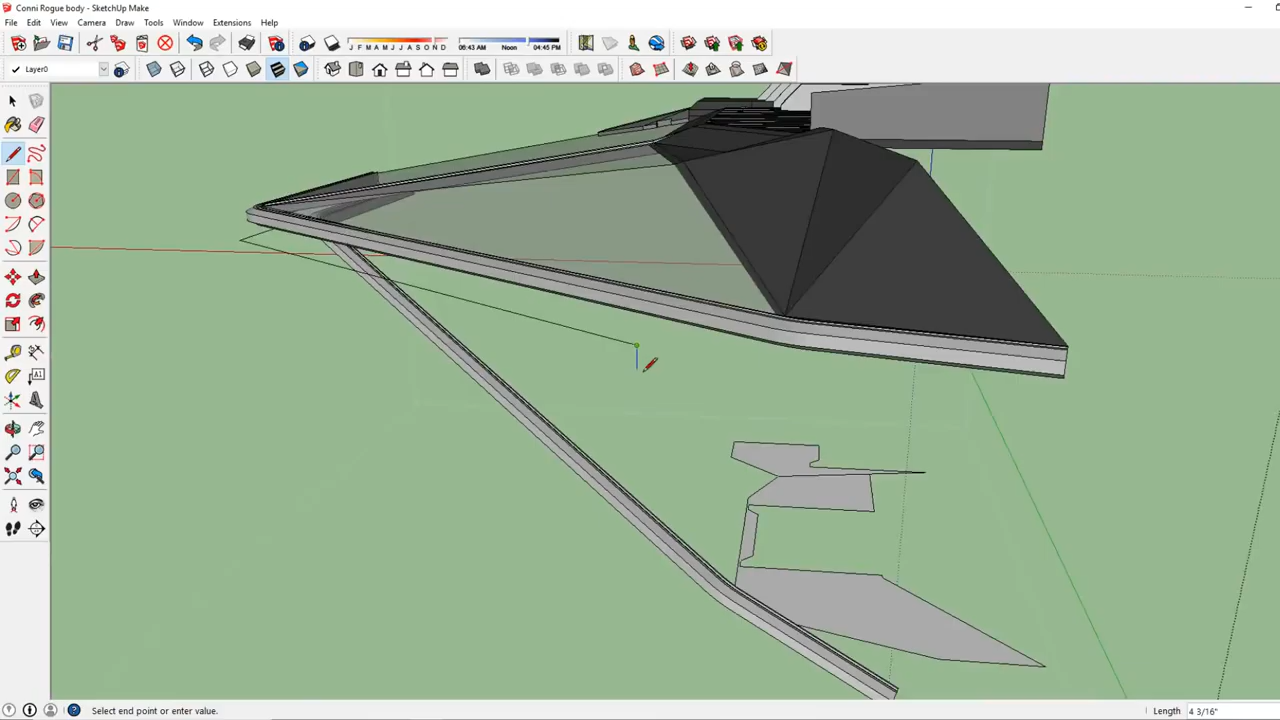 Conni Rogue body - SketchUp Make
File Edit View Camera Draw Tools Window Extensions Help
J F M A M J J A S O N D 06:43 AM Noon 04:45 PM
Layer0
A1
Select end point or enter value. Length 4 3/16"